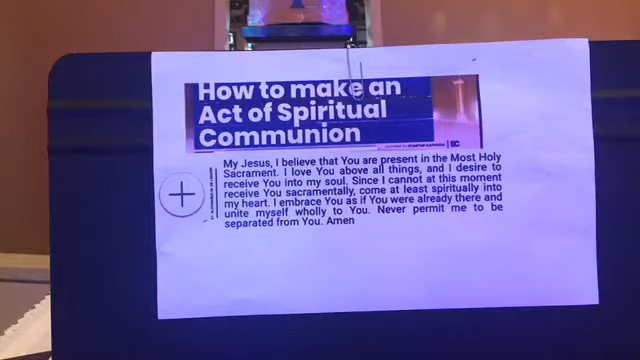 How to make an
Act of Spiritual
Communion
SC
My Jesus, I believe that You are present in the Most Holy
Sacrament. I love You above all things, and I desire to
receive You into my soul. Since I cannot at this moment
receive You sacramentally, come at least spiritually into
my heart. I embrace You as if You were already there and
unite myself wholly to You. Never permit me to be
separated from You. Amen